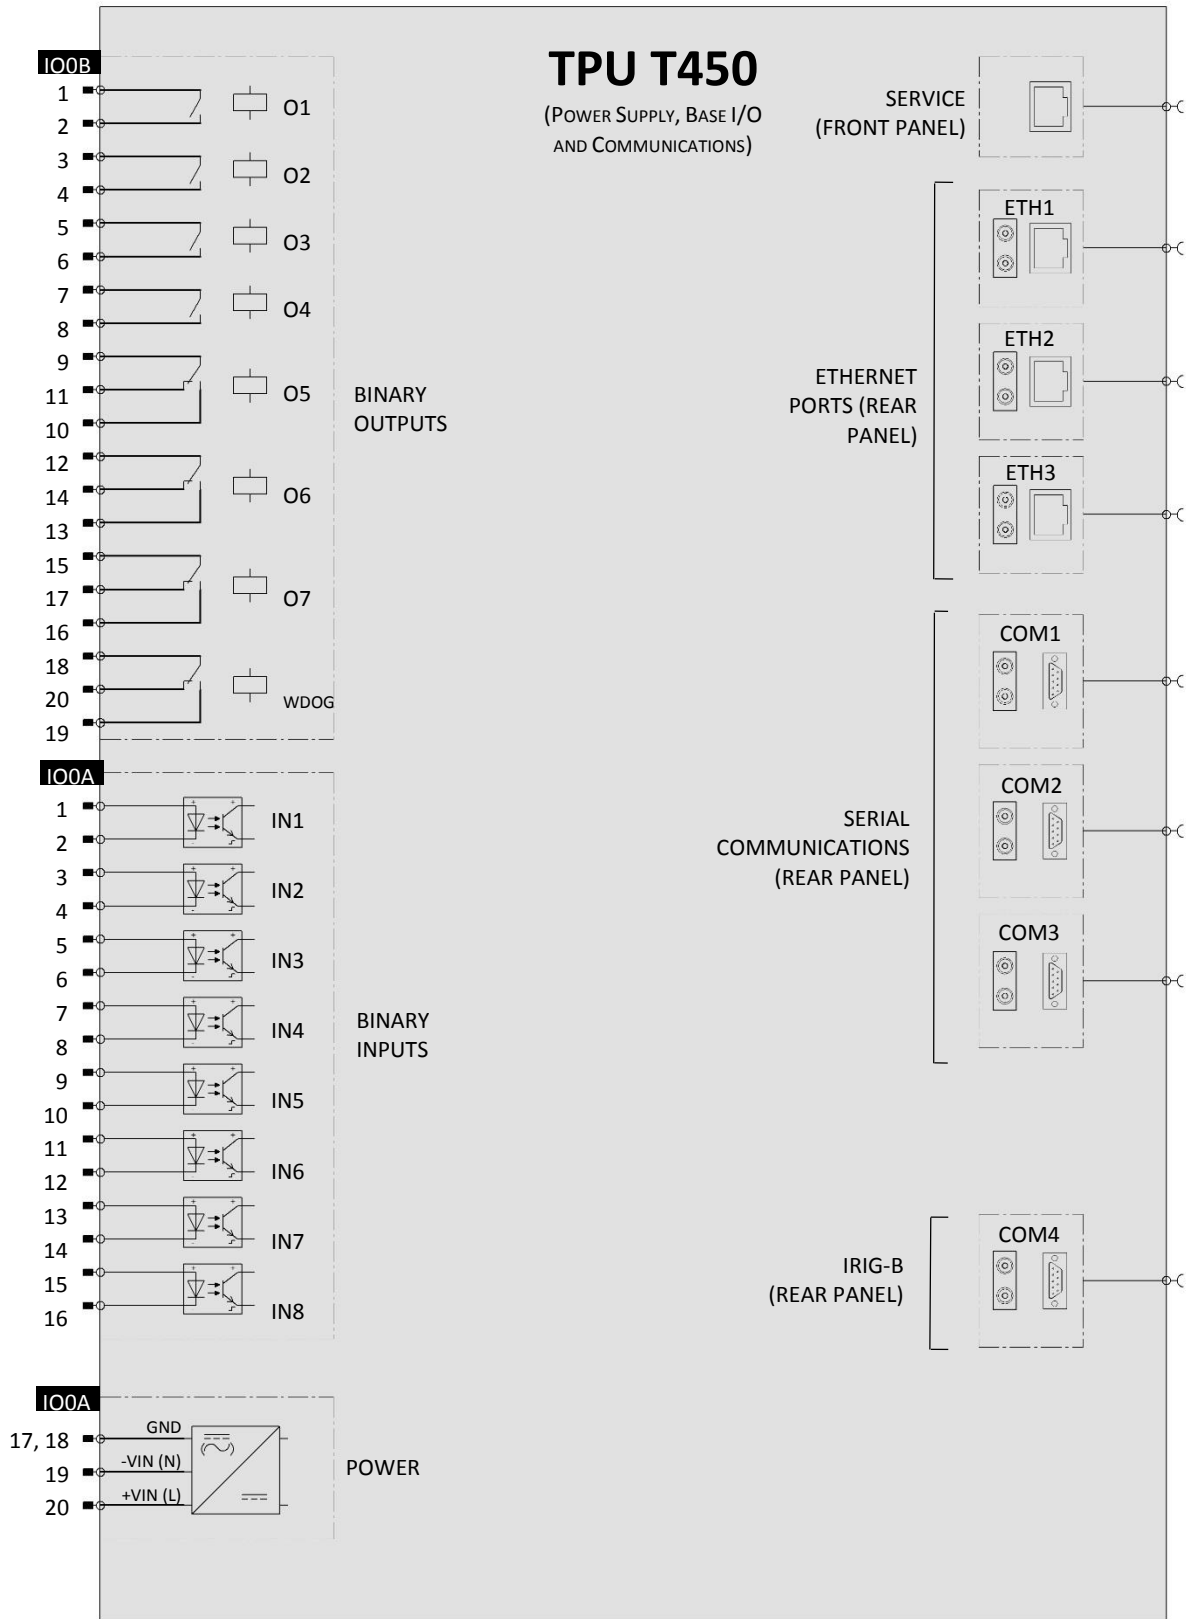 TPU T450
(POWER SUPPLY, BASE I/O
AND COMMUNICATIONS)
IO0B
1
2
O1
3
4
O2
5
6
O3
7
8
O4
9
11
10
O5
12
14
13
O6
15
17
16
O7
18
20
19
WDOG
BINARY
OUTPUTS
IO0A
1
2
IN1
3
4
IN2
5
6
IN3
7
8
IN4
9
10
IN5
11
12
IN6
13
14
IN7
15
16
IN8
BINARY
INPUTS
IO0A
17, 18
GND
19
-VIN (N)
20
+VIN (L)
POWER
SERVICE
(FRONT PANEL)
ETHERNET
PORTS (REAR
PANEL)
ETH1
ETH2
ETH3
SERIAL
COMMUNICATIONS
(REAR PANEL)
COM1
COM2
COM3
IRIG-B
(REAR PANEL)
COM4